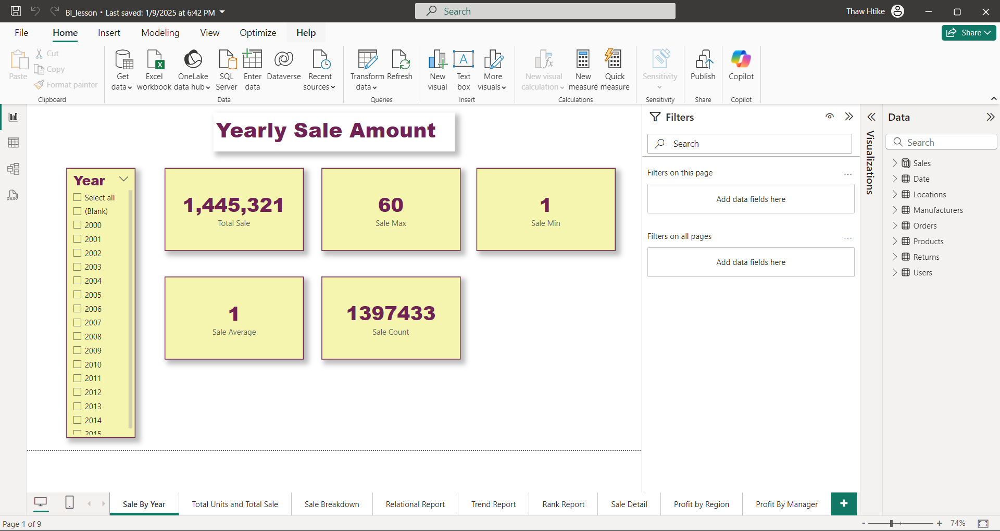 BI_lesson • Last saved: 1/9/2025 at 6:42 PM
Search
Thaw Htike
File
Home
Insert
Modeling
View
Optimize
Help
Share
Paste
Cut
Copy
Format painter
Clipboard
Get
data
Excel
workbook
OneLake
data hub
SQL
Server
Enter
data
Dataverse
Recent
sources
Data
Transform
data
Refresh
Queries
New
visual
Text
box
More
visuals
Insert
New visual
calculation
New
measure
Quick
measure
Calculations
Sensitivity
Sensitivity
Publish
Share
Copilot
Copilot
DAX
Yearly Sale Amount
Year
Select all
(Blank)
2000
2001
2002
2003
2004
2005
2006
2007
2008
2009
2010
2011
2012
2013
2014
2015
1,445,321
Total Sale
60
Sale Max
1
Sale Min
1
Sale Average
1397433
Sale Count
Filters
Search
Filters on this page
...
Add data fields here
Filters on all pages
...
Add data fields here
Visualizations
Data
Search
Sales
Date
Locations
Manufacturers
Orders
Products
Returns
Users
Sale By Year
Total Units and Total Sale
Sale Breakdown
Relational Report
Trend Report
Rank Report
Sale Detail
Profit by Region
Profit By Manager
+
Page 1 of 9
- + 74%